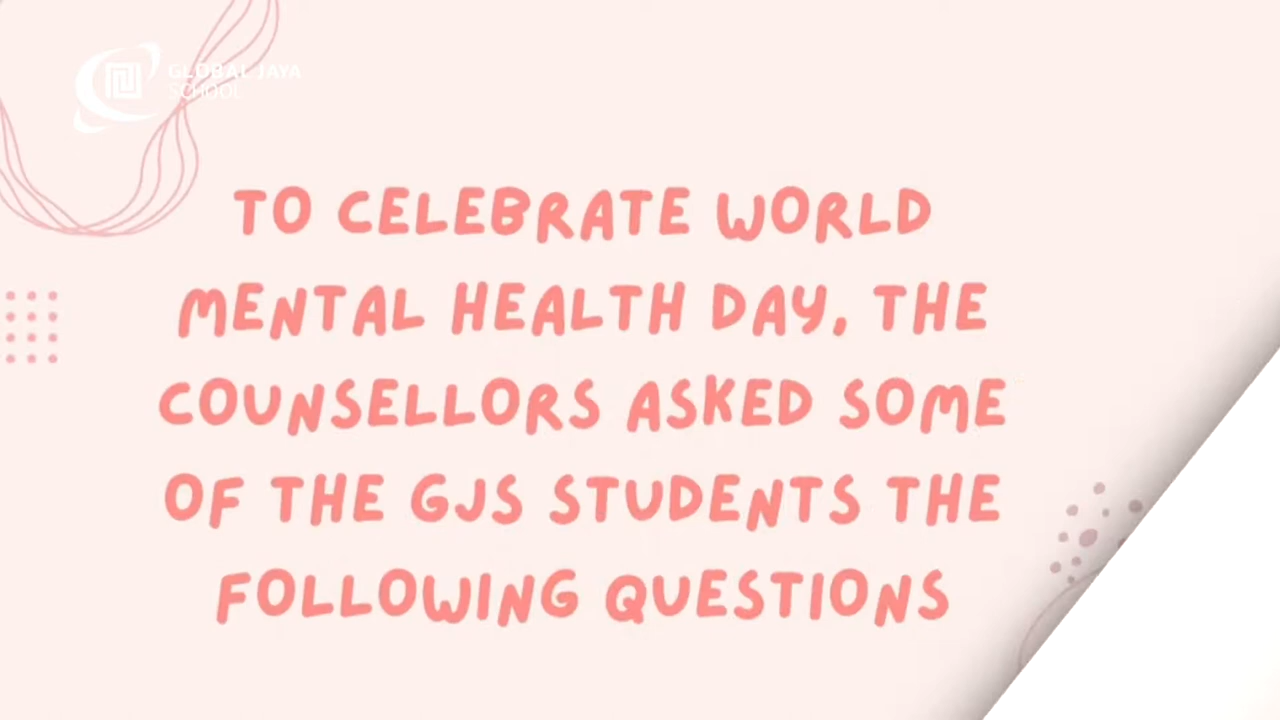 GLOBAL JAYA
SCHOOL
TO CELEBRATE WORLD
MENTAL HEALTH DAY, THE
COUNSELLORS ASKED SOME
OF THE GJS STUDENTS THE
FOLLOWING QUESTIONS